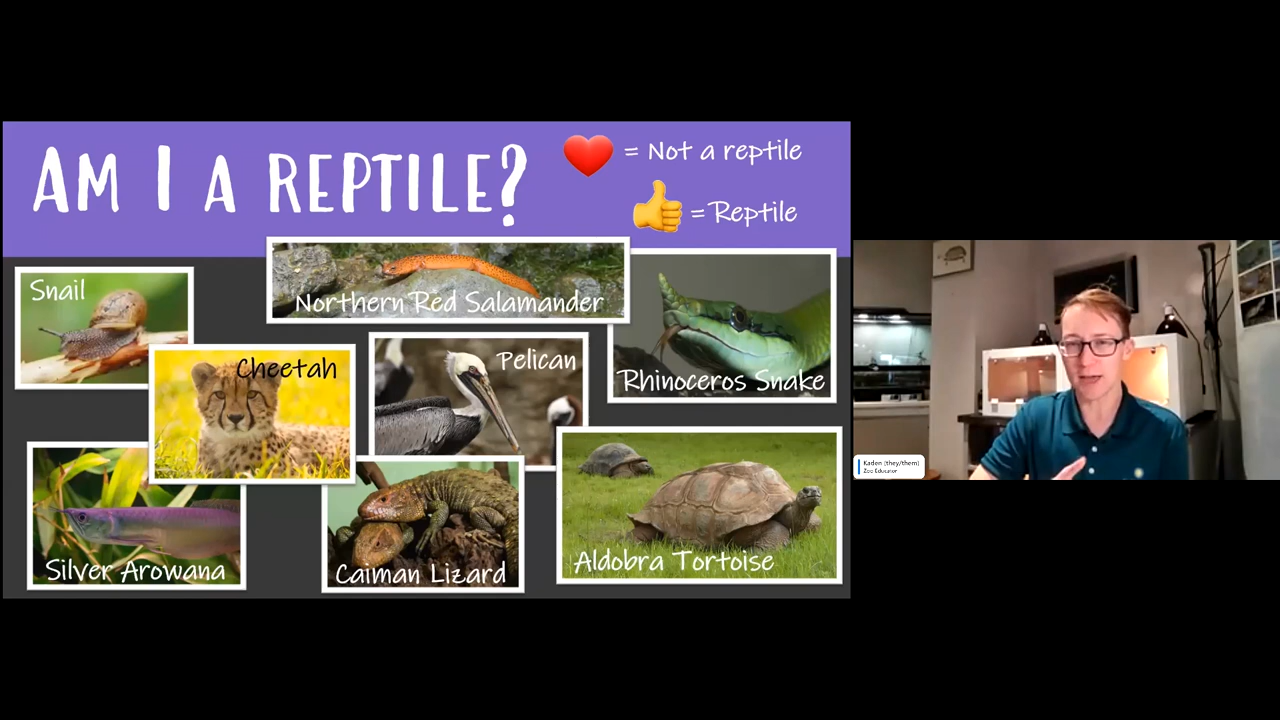 AM I A REPTILE?
= Not a reptile
= Reptile
Snail
Northern Red Salamander
Cheetah
Pelican
Rhinoceros Snake
Silver Arowana
Caiman Lizard
Aldobra Tortoise
Kaden (they/them)
Zoo Educator